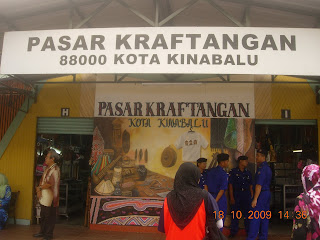 PASAR KRAFTANGAN
88000 KOTA KINABALU
H
I
PASAR KRAFTANGAN
KOTA KINABALU
18.10.2009 14:36